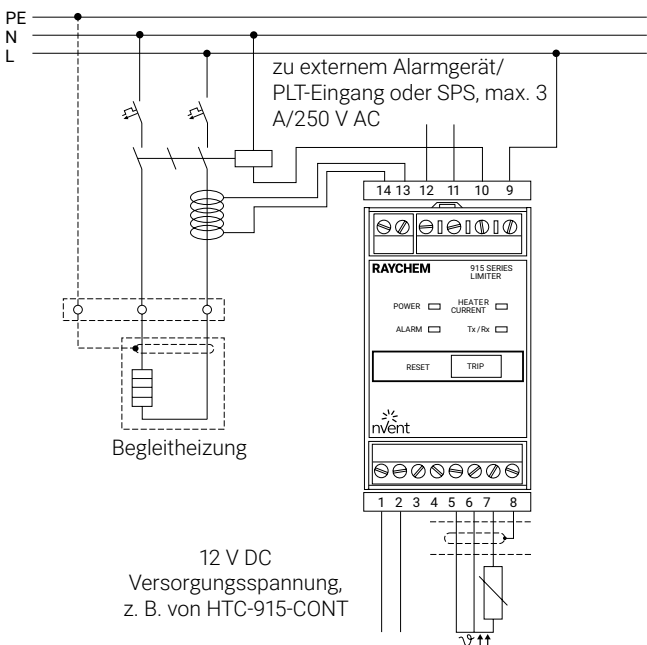 PE
N
L
zu externem Alarmgerät/
PLT-Eingang oder SPS, max. 3
A/250 V AC
14 13 12 11 10 9
RAYCHEM
915 SERIES
LIMITER
POWER
HEATER
CURRENT
ALARM
Tx/Rx
RESET
TRIP
nvent
Begleitheizung
1 2 3 4 5 6 7 8
12 V DC
Versorgungsspannung,
z. B. von HTC-915-CONT
ϑ